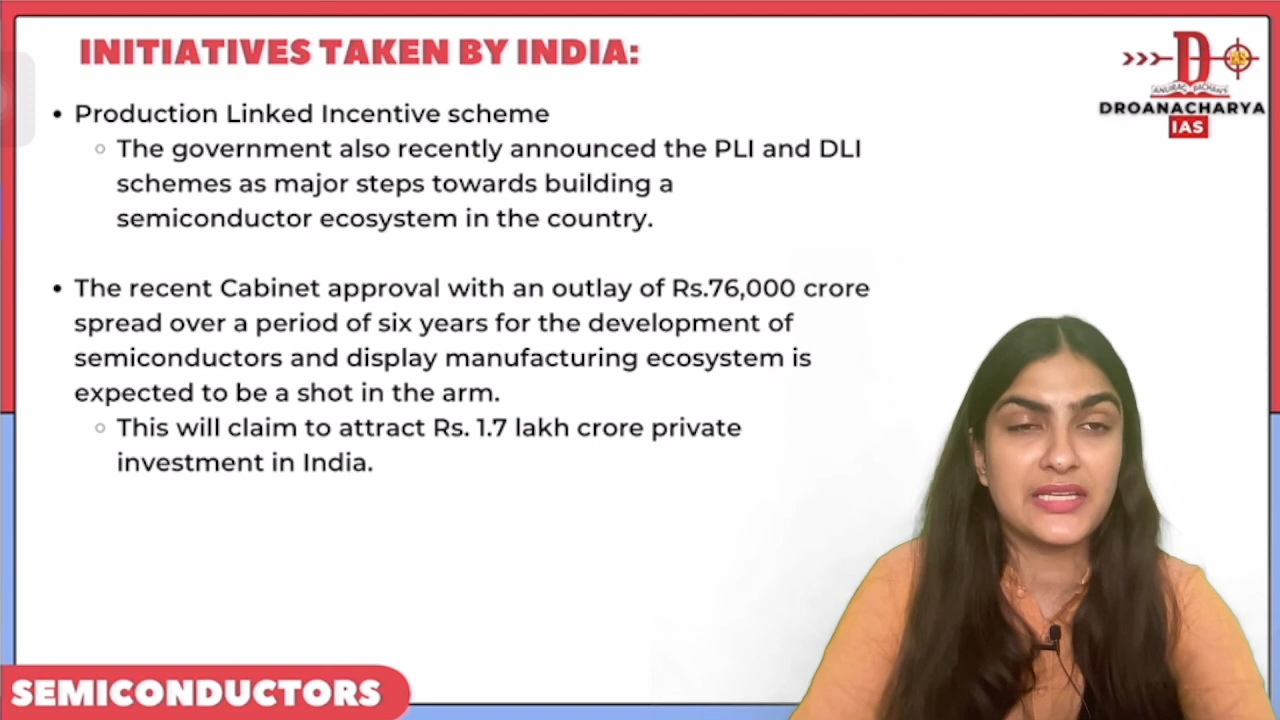 INITIATIVES TAKEN BY INDIA:
D
IAS
ANURAG BACHAN'S
DROANACHARYA
IAS
• Production Linked Incentive scheme
○ The government also recently announced the PLI and DLI
schemes as major steps towards building a
semiconductor ecosystem in the country.
• The recent Cabinet approval with an outlay of Rs.76,000 crore
spread over a period of six years for the development of
semiconductors and display manufacturing ecosystem is
expected to be a shot in the arm.
○ This will claim to attract Rs. 1.7 lakh crore private
investment in India.
SEMICONDUCTORS